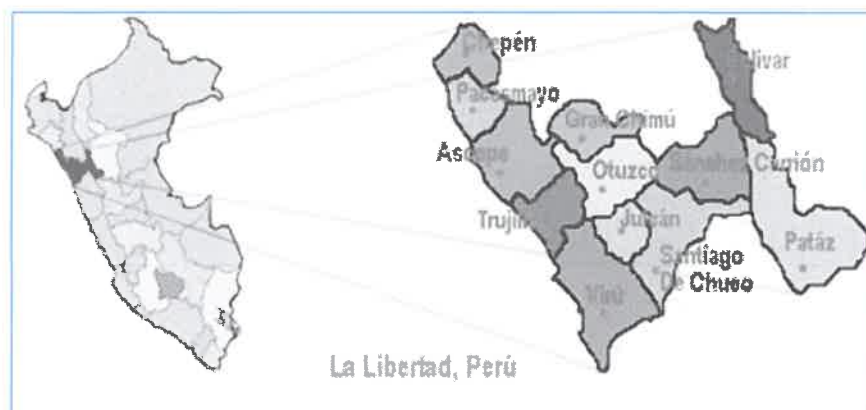 Chepén
Bolívar
Pacasmayo
Gran Chimú
Ascope
Otuzco
Sánchez Carrión
Trujillo
Julcán
Patáz
Santiago
De Chuco
Virú
La Libertad, Perú